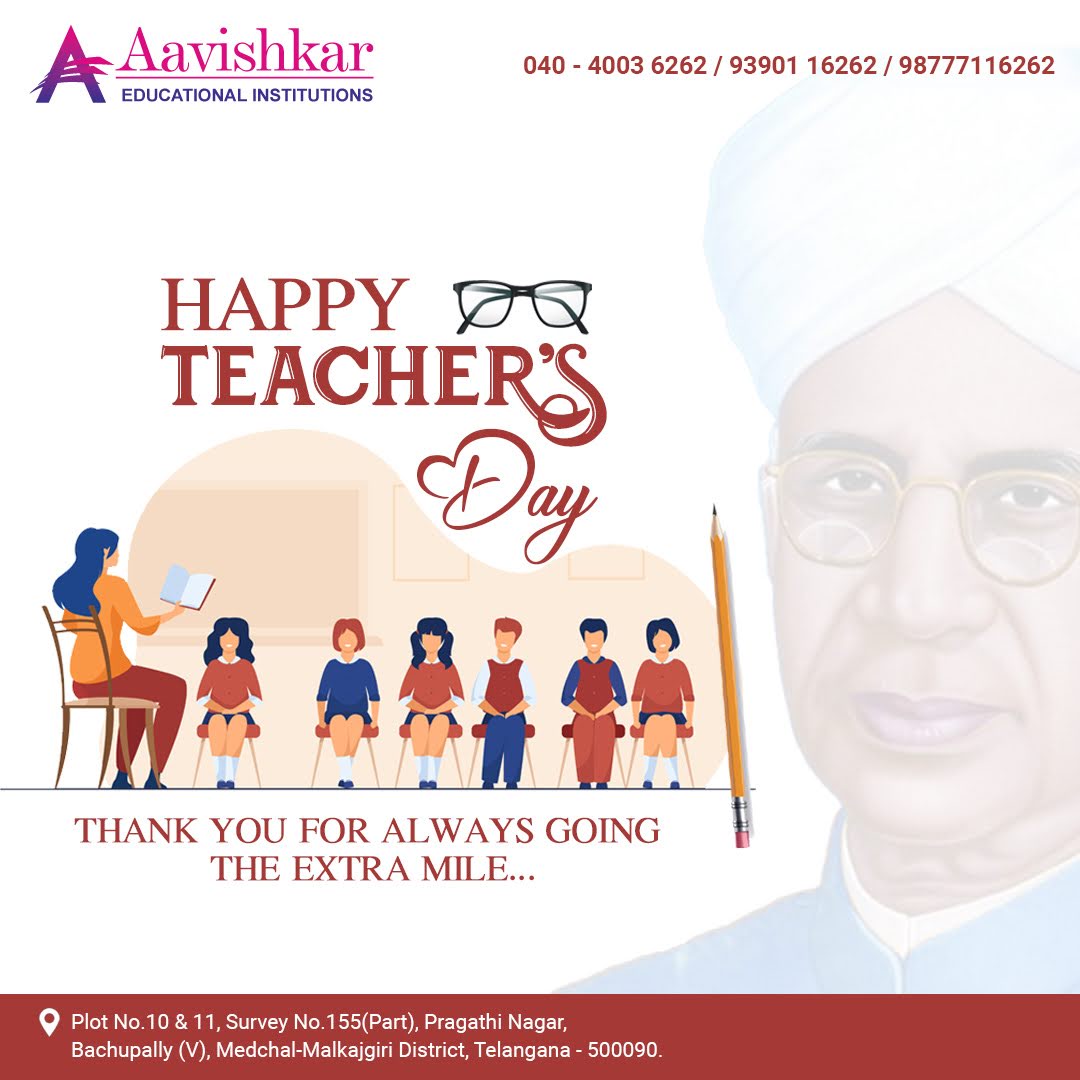 Aavishkar
EDUCATIONAL INSTITUTIONS
040 - 4003 6262 / 93901 16262 / 98777116262
HAPPY
TEACHER'S
Day
THANK YOU FOR ALWAYS GOING
THE EXTRA MILE...
Plot No.10 & 11, Survey No.155(Part), Pragathi Nagar,
Bachupally (V), Medchal-Malkajgiri District, Telangana - 500090.